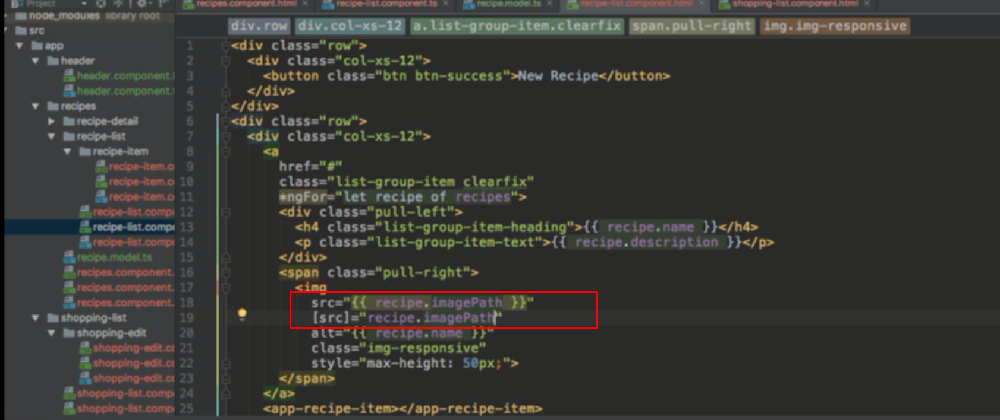 Project
recipes.component.html
recipe-list.component.ts
recipe.model.ts
recipe-list.component.html
shopping-list.component.html
node_modules library root
src
app
header
header.component.
header.component.
recipes
recipe-detail
recipe-list
recipe-item
recipe-item.c
recipe-item.c
recipe-item.c
recipe-list.comp
recipe-list.comp
recipe-list.comp
recipe.model.ts
recipes.component.
recipes.component.
recipes.component.
shopping-list
shopping-edit
shopping-edit.c
shopping-edit.c
shopping-edit.c
shopping-list.comp
shopping-list.comp
div.row div.col-xs-12 a.list-group-item.clearfix span.pull-right img.img-responsive
1 <div class="row">
2 <div class="col-xs-12">
3 <button class="btn btn-success">New Recipe</button>
4 </div>
5 </div>
6 <div class="row">
7 <div class="col-xs-12">
8 <a
9 href="#"
10 class="list-group-item clearfix"
11 *ngFor="let recipe of recipes">
12 <div class="pull-left">
13 <h4 class="list-group-item-heading">{{ recipe.name }}</h4>
14 <p class="list-group-item-text">{{ recipe.description }}</p>
15 </div>
16 <span class="pull-right">
17 <img
18 src="{{ recipe.imagePath }}"
19 [src]="recipe.imagePath"
20 alt="{{ recipe.name }}"
21 class="img-responsive"
22 style="max-height: 50px;">
23 </span>
24 </a>
25 <app-recipe-item></app-recipe-item>